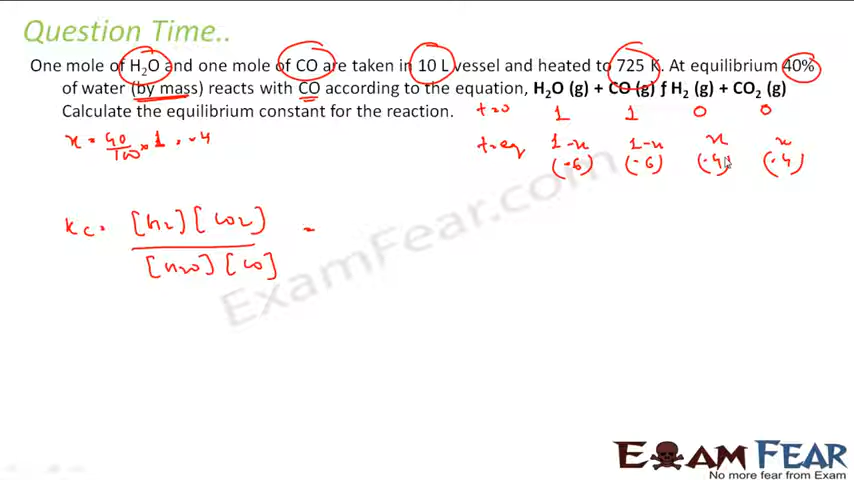 Question Time..
One mole of H₂O and one mole of CO are taken in 10 L vessel and heated to 725 K. At equilibrium 40%
of water (by mass) reacts with CO according to the equation, H₂O (g) + CO (g) ƒ H₂ (g) + CO₂ (g)
Calculate the equilibrium constant for the reaction.
t=0 1 1 0 0
x = 40/100 × 1 = .4
t=eq 1-x 1-x x x
(.6) (.6) (.4) (.4)
Kc = [H2][CO2] / [H2O][CO] =
ExamFear.com
EXAM FEAR
No more fear from Exams!